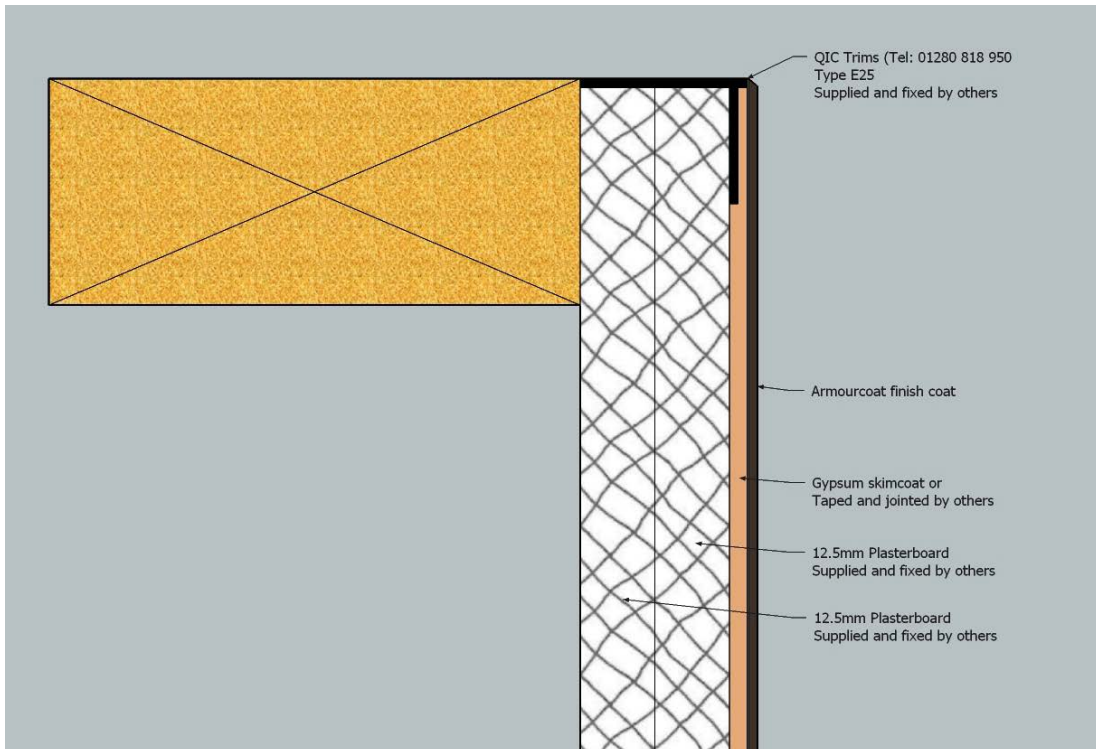 QIC Trims (Tel: 01280 818 950
Type E25
Supplied and fixed by others
Armourcoat finish coat
Gypsum skimcoat or
Taped and jointed by others
12.5mm Plasterboard
Supplied and fixed by others
12.5mm Plasterboard
Supplied and fixed by others